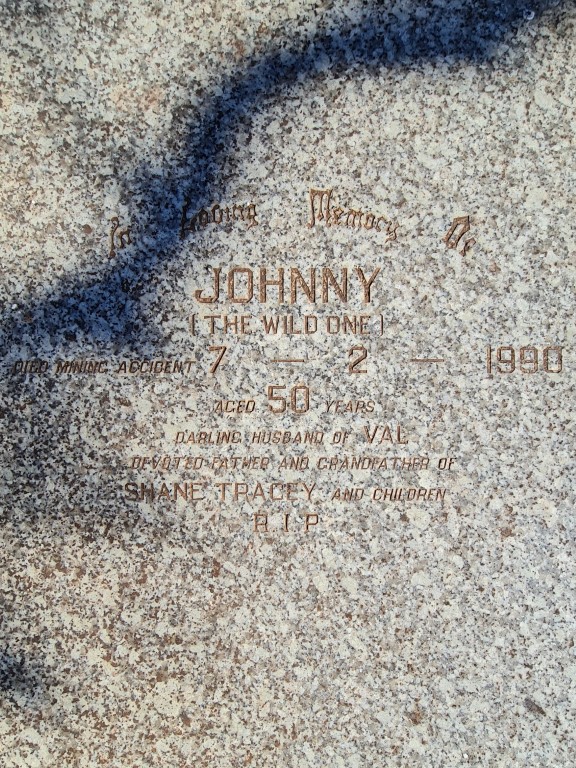 In Loving Memory Of
JOHNNY
(THE WILD ONE)
DIED MINING ACCIDENT 7 — 2 — 1990
AGED 50 YEARS
DARLING HUSBAND OF VAL
DEVOTED FATHER AND GRANDFATHER OF
SHANE TRACEY AND CHILDREN
R I P